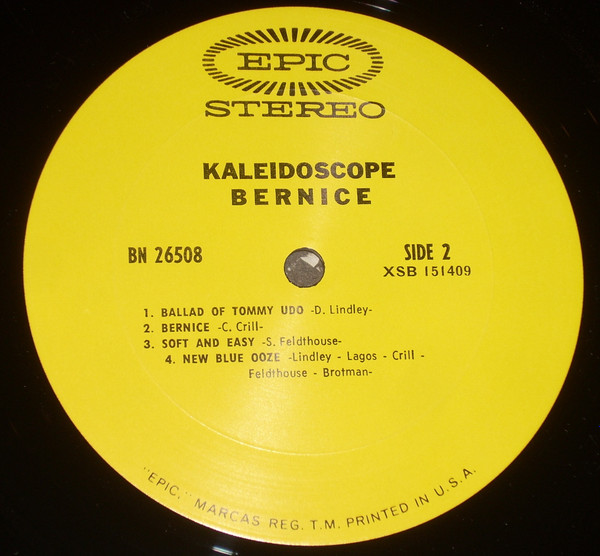 EPIC
STEREO
KALEIDOSCOPE
BERNICE
BN 26508
SIDE 2
XSB 151409
1. BALLAD OF TOMMY UDO -D. Lindley-
2. BERNICE -C. Crill-
3. SOFT AND EASY -S. Feldthouse-
4. NEW BLUE OOZE -Lindley - Lagos - Crill -
Feldthouse - Brotman-
"EPIC," MARCAS REG. T.M. PRINTED IN U.S.A.